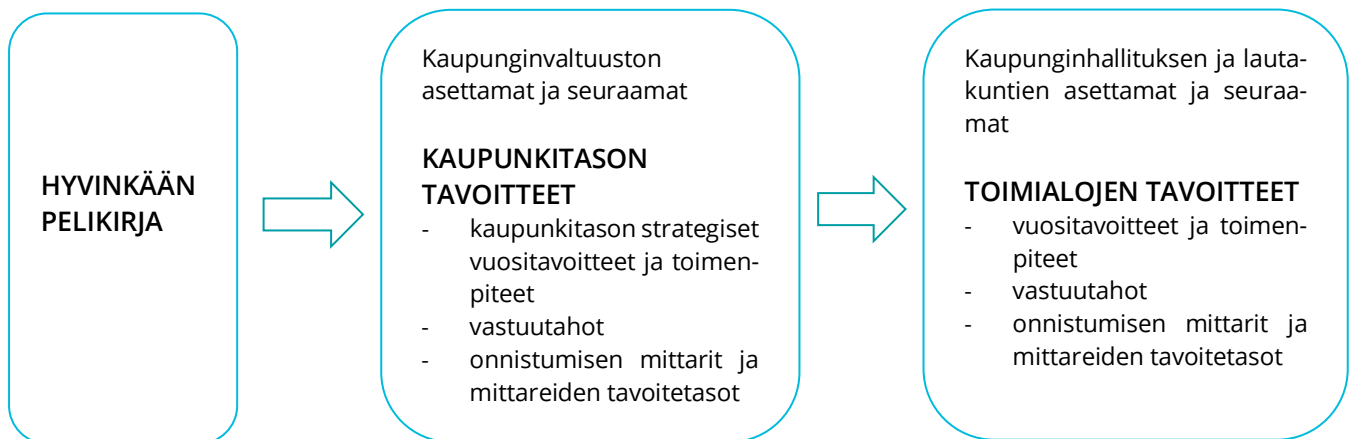 HYVINKÄÄN
PELIKIRJA
Kaupunginvaltuuston
asettamat ja seuraamat
KAUPUNKITASON
TAVOITTEET
- kaupunkitason strategiset
vuositavoitteet ja toimen-
piteet
- vastuutahot
- onnistumisen mittarit ja
mittareiden tavoitetasot
Kaupunginhallituksen ja lauta-
kuntien asettamat ja seuraa-
mat
TOIMIALOJEN TAVOITTEET
- vuositavoitteet ja toimen-
piteet
- vastuutahot
- onnistumisen mittarit ja
mittareiden tavoitetasot